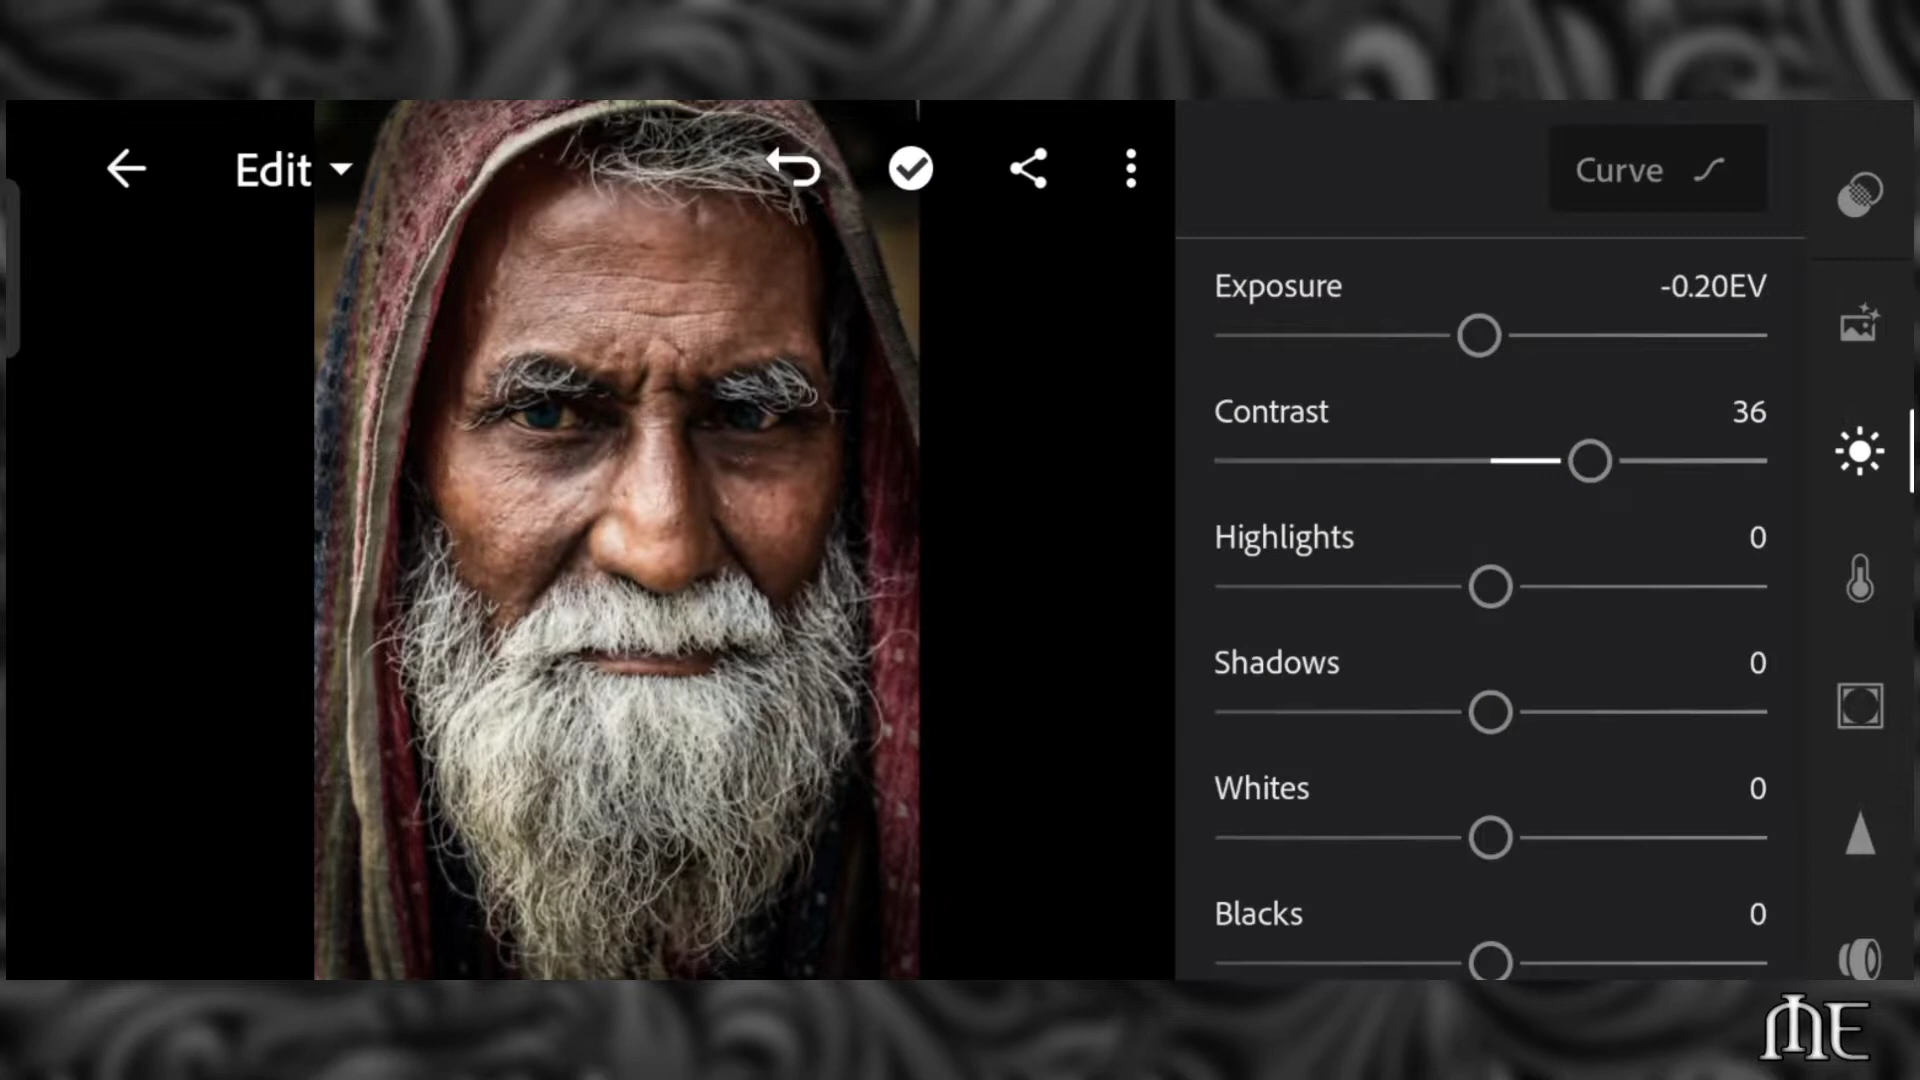 Edit
Curve
Exposure -0.20EV
Contrast 36
Highlights 0
Shadows 0
Whites 0
Blacks 0
ME